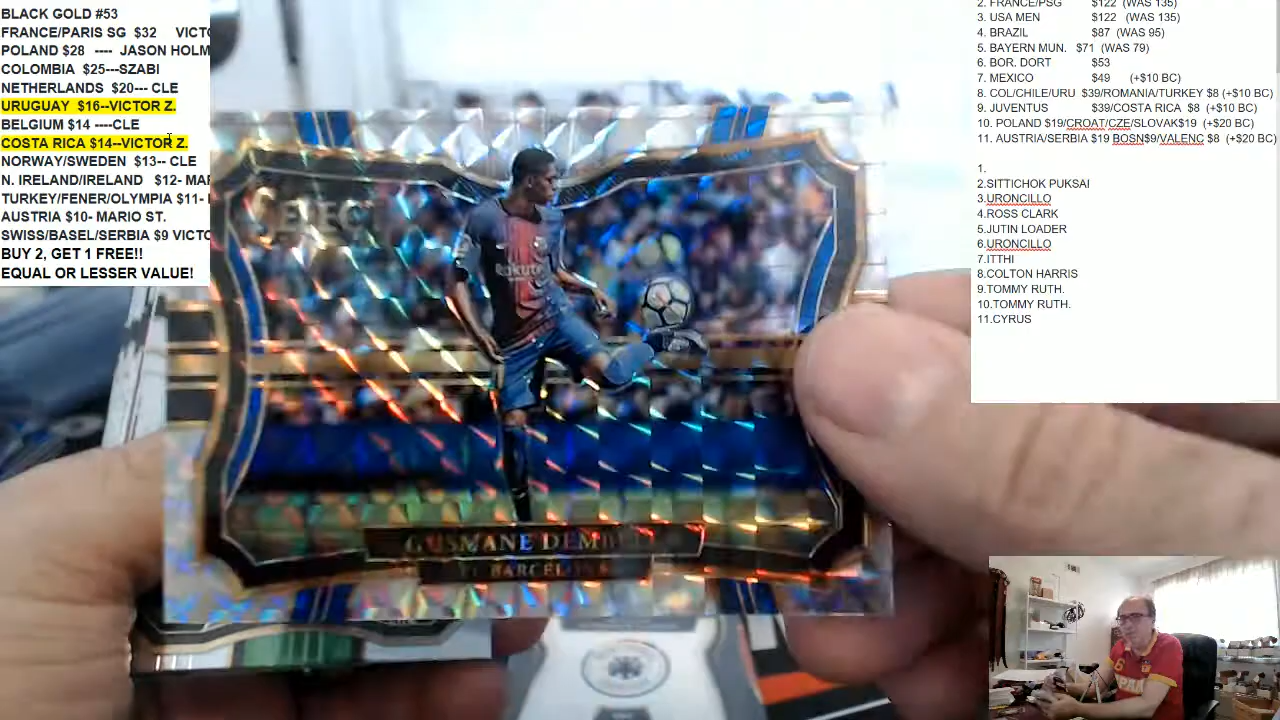 BLACK GOLD #53
FRANCE/PARIS SG $32 VICTO
POLAND $28 ---- JASON HOLM
COLOMBIA $25---SZABI
NETHERLANDS $20--- CLE
URUGUAY $16--VICTOR Z.
BELGIUM $14 ----CLE
COSTA RICA $14--VICTOR Z.
NORWAY/SWEDEN $13-- CLE
N. IRELAND/IRELAND $12- MAR
TURKEY/FENER/OLYMPIA $11-
AUSTRIA $10- MARIO ST.
SWISS/BASEL/SERBIA $9 VICTO
BUY 2, GET 1 FREE!!
EQUAL OR LESSER VALUE!
SELECT
Rakuten
OUSMANE DEMBELE
FC BARCELONA
2. FRANCE/PSG $122 (WAS 135)
3. USA MEN $122 (WAS 135)
4. BRAZIL $87 (WAS 95)
5. BAYERN MUN. $71 (WAS 79)
6. BOR. DORT $53
7. MEXICO $49 (+$10 BC)
8. COL/CHILE/URU $39/ROMANIA/TURKEY $8 (+$10 BC)
9. JUVENTUS $39/COSTA RICA $8 (+$10 BC)
10. POLAND $19/CROAT/CZE/SLOVAK$19 (+$20 BC)
11. AUSTRIA/SERBIA $19 BOSN$9/VALENC $8 (+$20 BC)
1.
2.SITTICHOK PUKSAI
3.URONCILLO
4.ROSS CLARK
5.JUTIN LOADER
6.URONCILLO
7.ITTHI
8.COLTON HARRIS
9.TOMMY RUTH.
10.TOMMY RUTH.
11.CYRUS